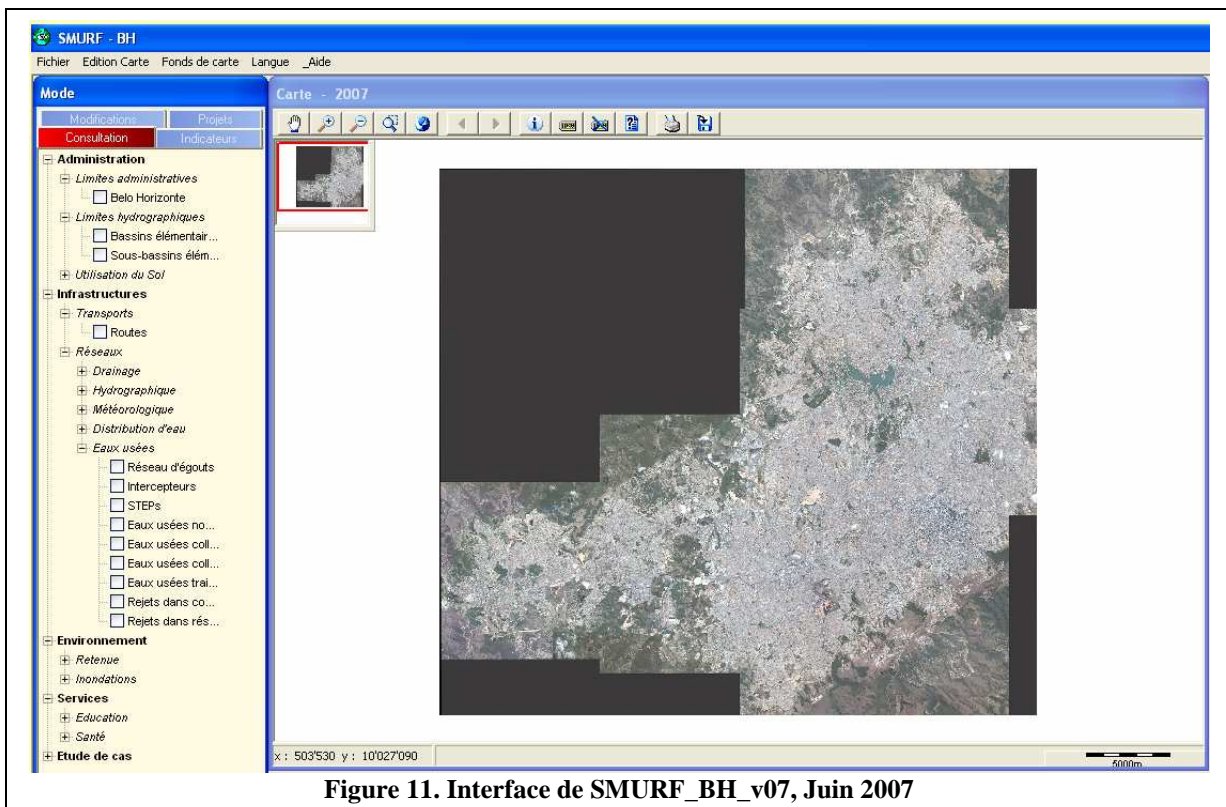 SMURF - BH
Fichier Edition Carte Fonds de carte Langue _Aide
Mode
Modifications Projets
Consultation Indicateurs
Administration
Limites administratives
Belo Horizonte
Limites hydrographiques
Bassins élémentair...
Sous-bassins élém...
Utilisation du Sol
Infrastructures
Transports
Routes
Réseaux
Drainage
Hydrographique
Météorologique
Distribution d'eau
Eaux usées
Réseau d'égouts
Intercepteurs
STEPs
Eaux usées no...
Eaux usées coll...
Eaux usées coll...
Eaux usées trai...
Rejets dans co...
Rejets dans rés...
Environnement
Retenue
Inondations
Services
Education
Santé
Etude de cas
Carte - 2007
x : 503'530 y : 10'027'090
5000m
Figure 11. Interface de SMURF_BH_v07, Juin 2007